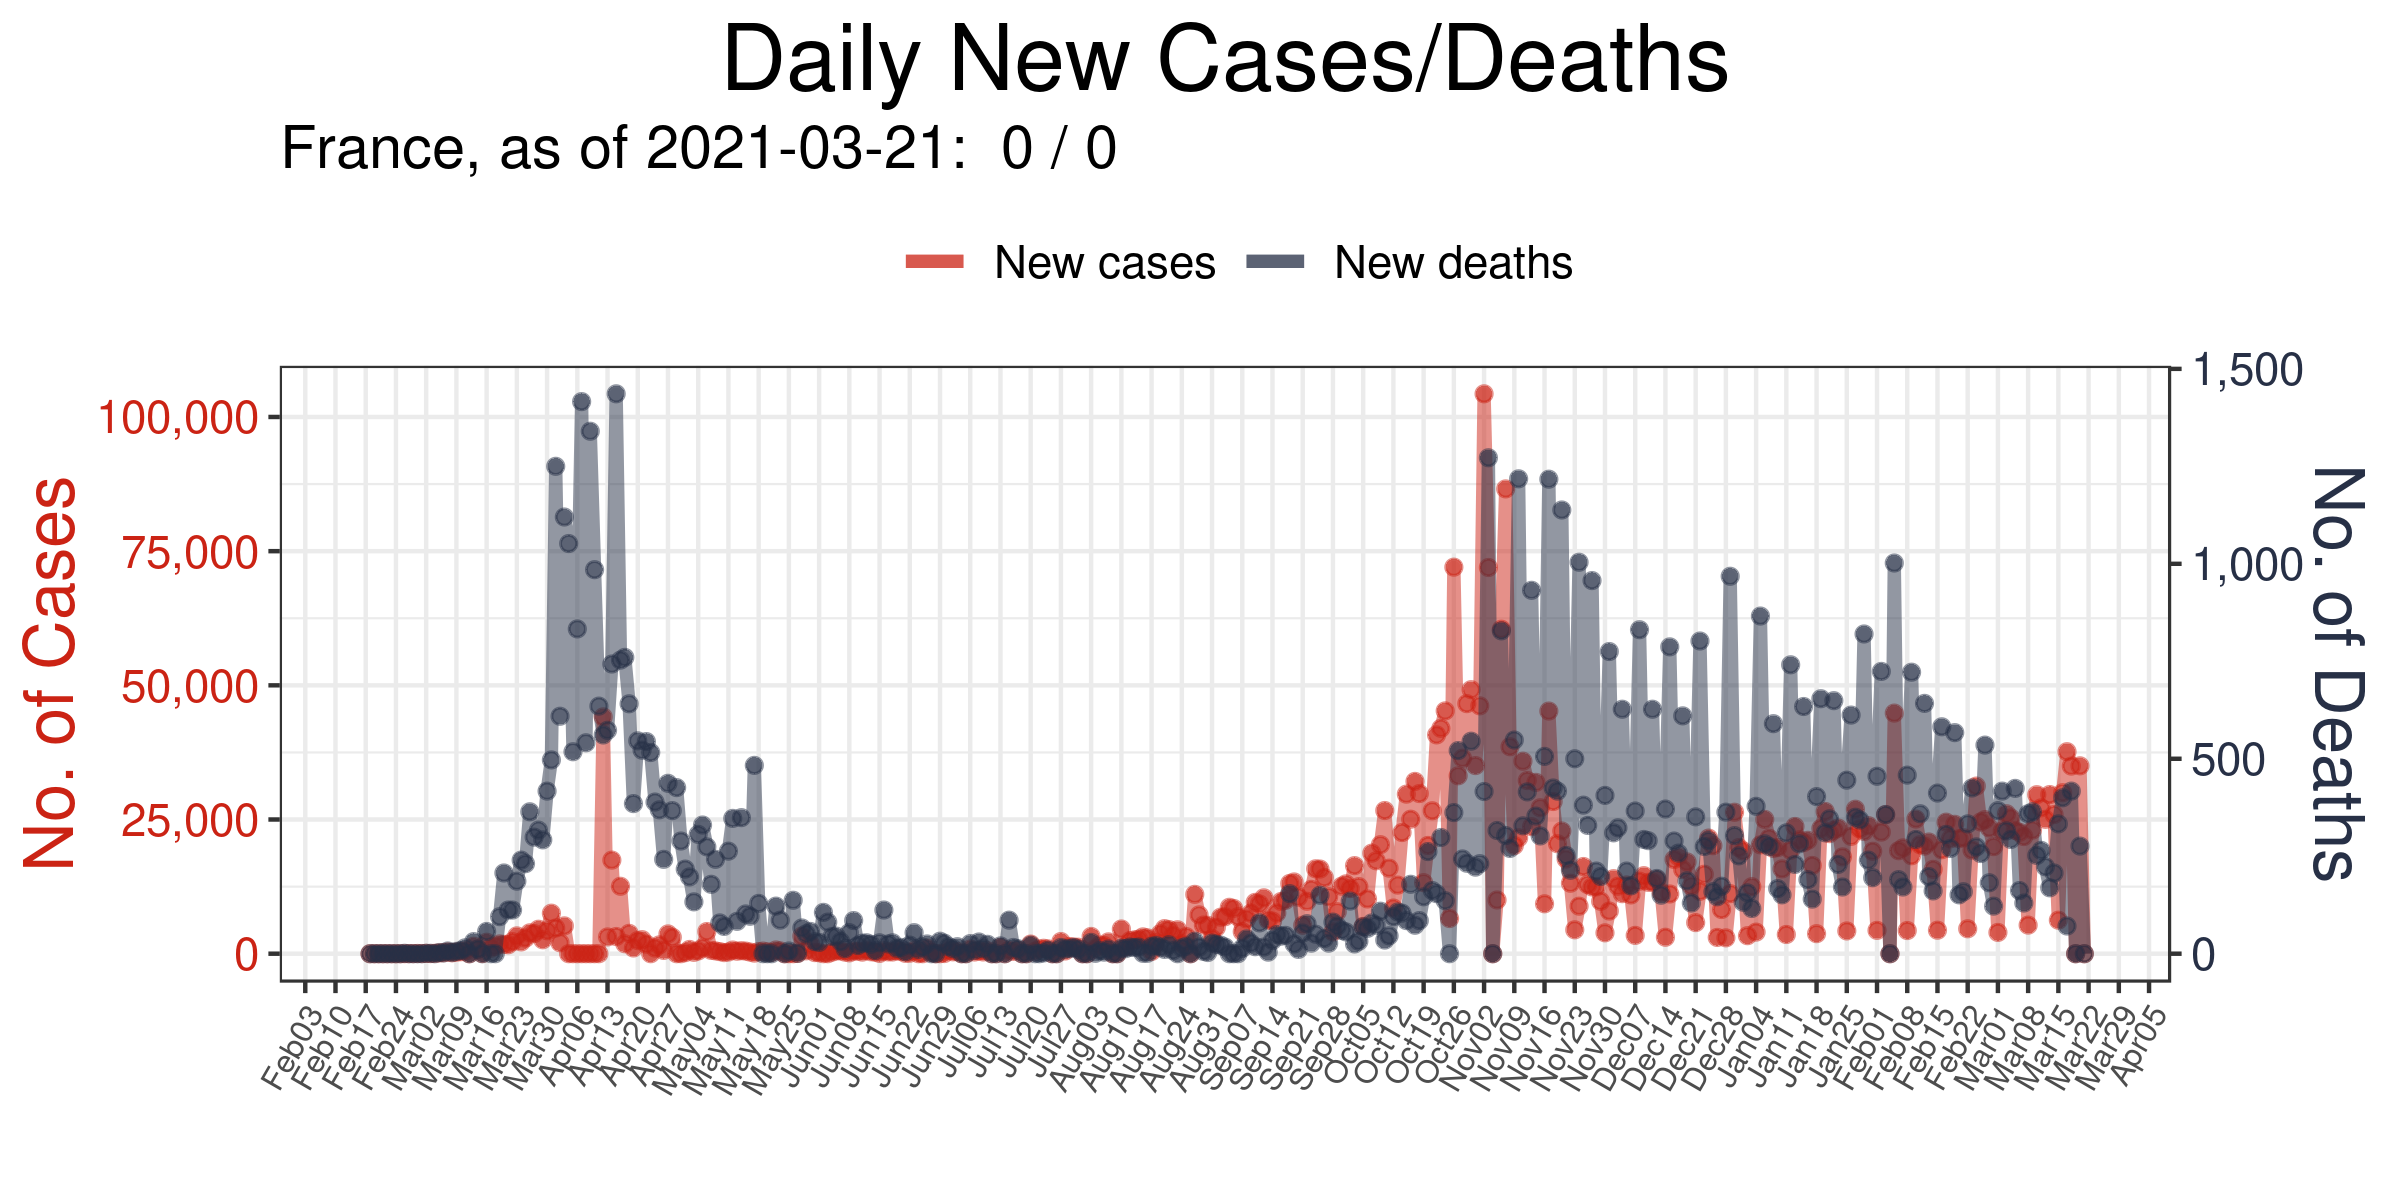 Daily New Cases/Deaths
France, as of 2021-03-21:  0 / 0
New cases New deaths
No. of Cases
100,000
75,000
50,000
25,000
0
1,500
1,000
500
0
No. of Deaths
Feb03 Feb10 Feb17 Feb24 Mar02 Mar09 Mar16 Mar23 Mar30 Apr06 Apr13 Apr20 Apr27 May04 May11 May18 May25 Jun01 Jun08 Jun15 Jun22 Jun29 Jul06 Jul13 Jul20 Jul27 Aug03 Aug10 Aug17 Aug24 Aug31 Sep07 Sep14 Sep21 Sep28 Oct05 Oct12 Oct19 Oct26 Nov02 Nov09 Nov16 Nov23 Nov30 Dec07 Dec14 Dec21 Dec28 Jan04 Jan11 Jan18 Jan25 Feb01 Feb08 Feb15 Feb22 Mar01 Mar08 Mar15 Mar22 Mar29 Apr05